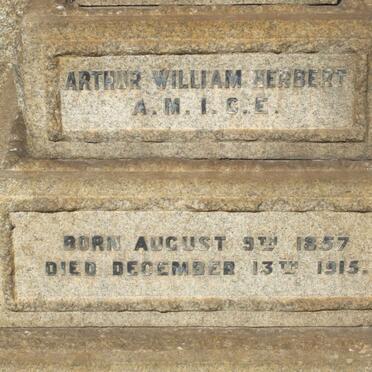 ARTHUR WILLIAM HERBERT
A.M.I.C.E.
BORN AUGUST 9TH 1857
DIED DECEMBER 13TH 1915.